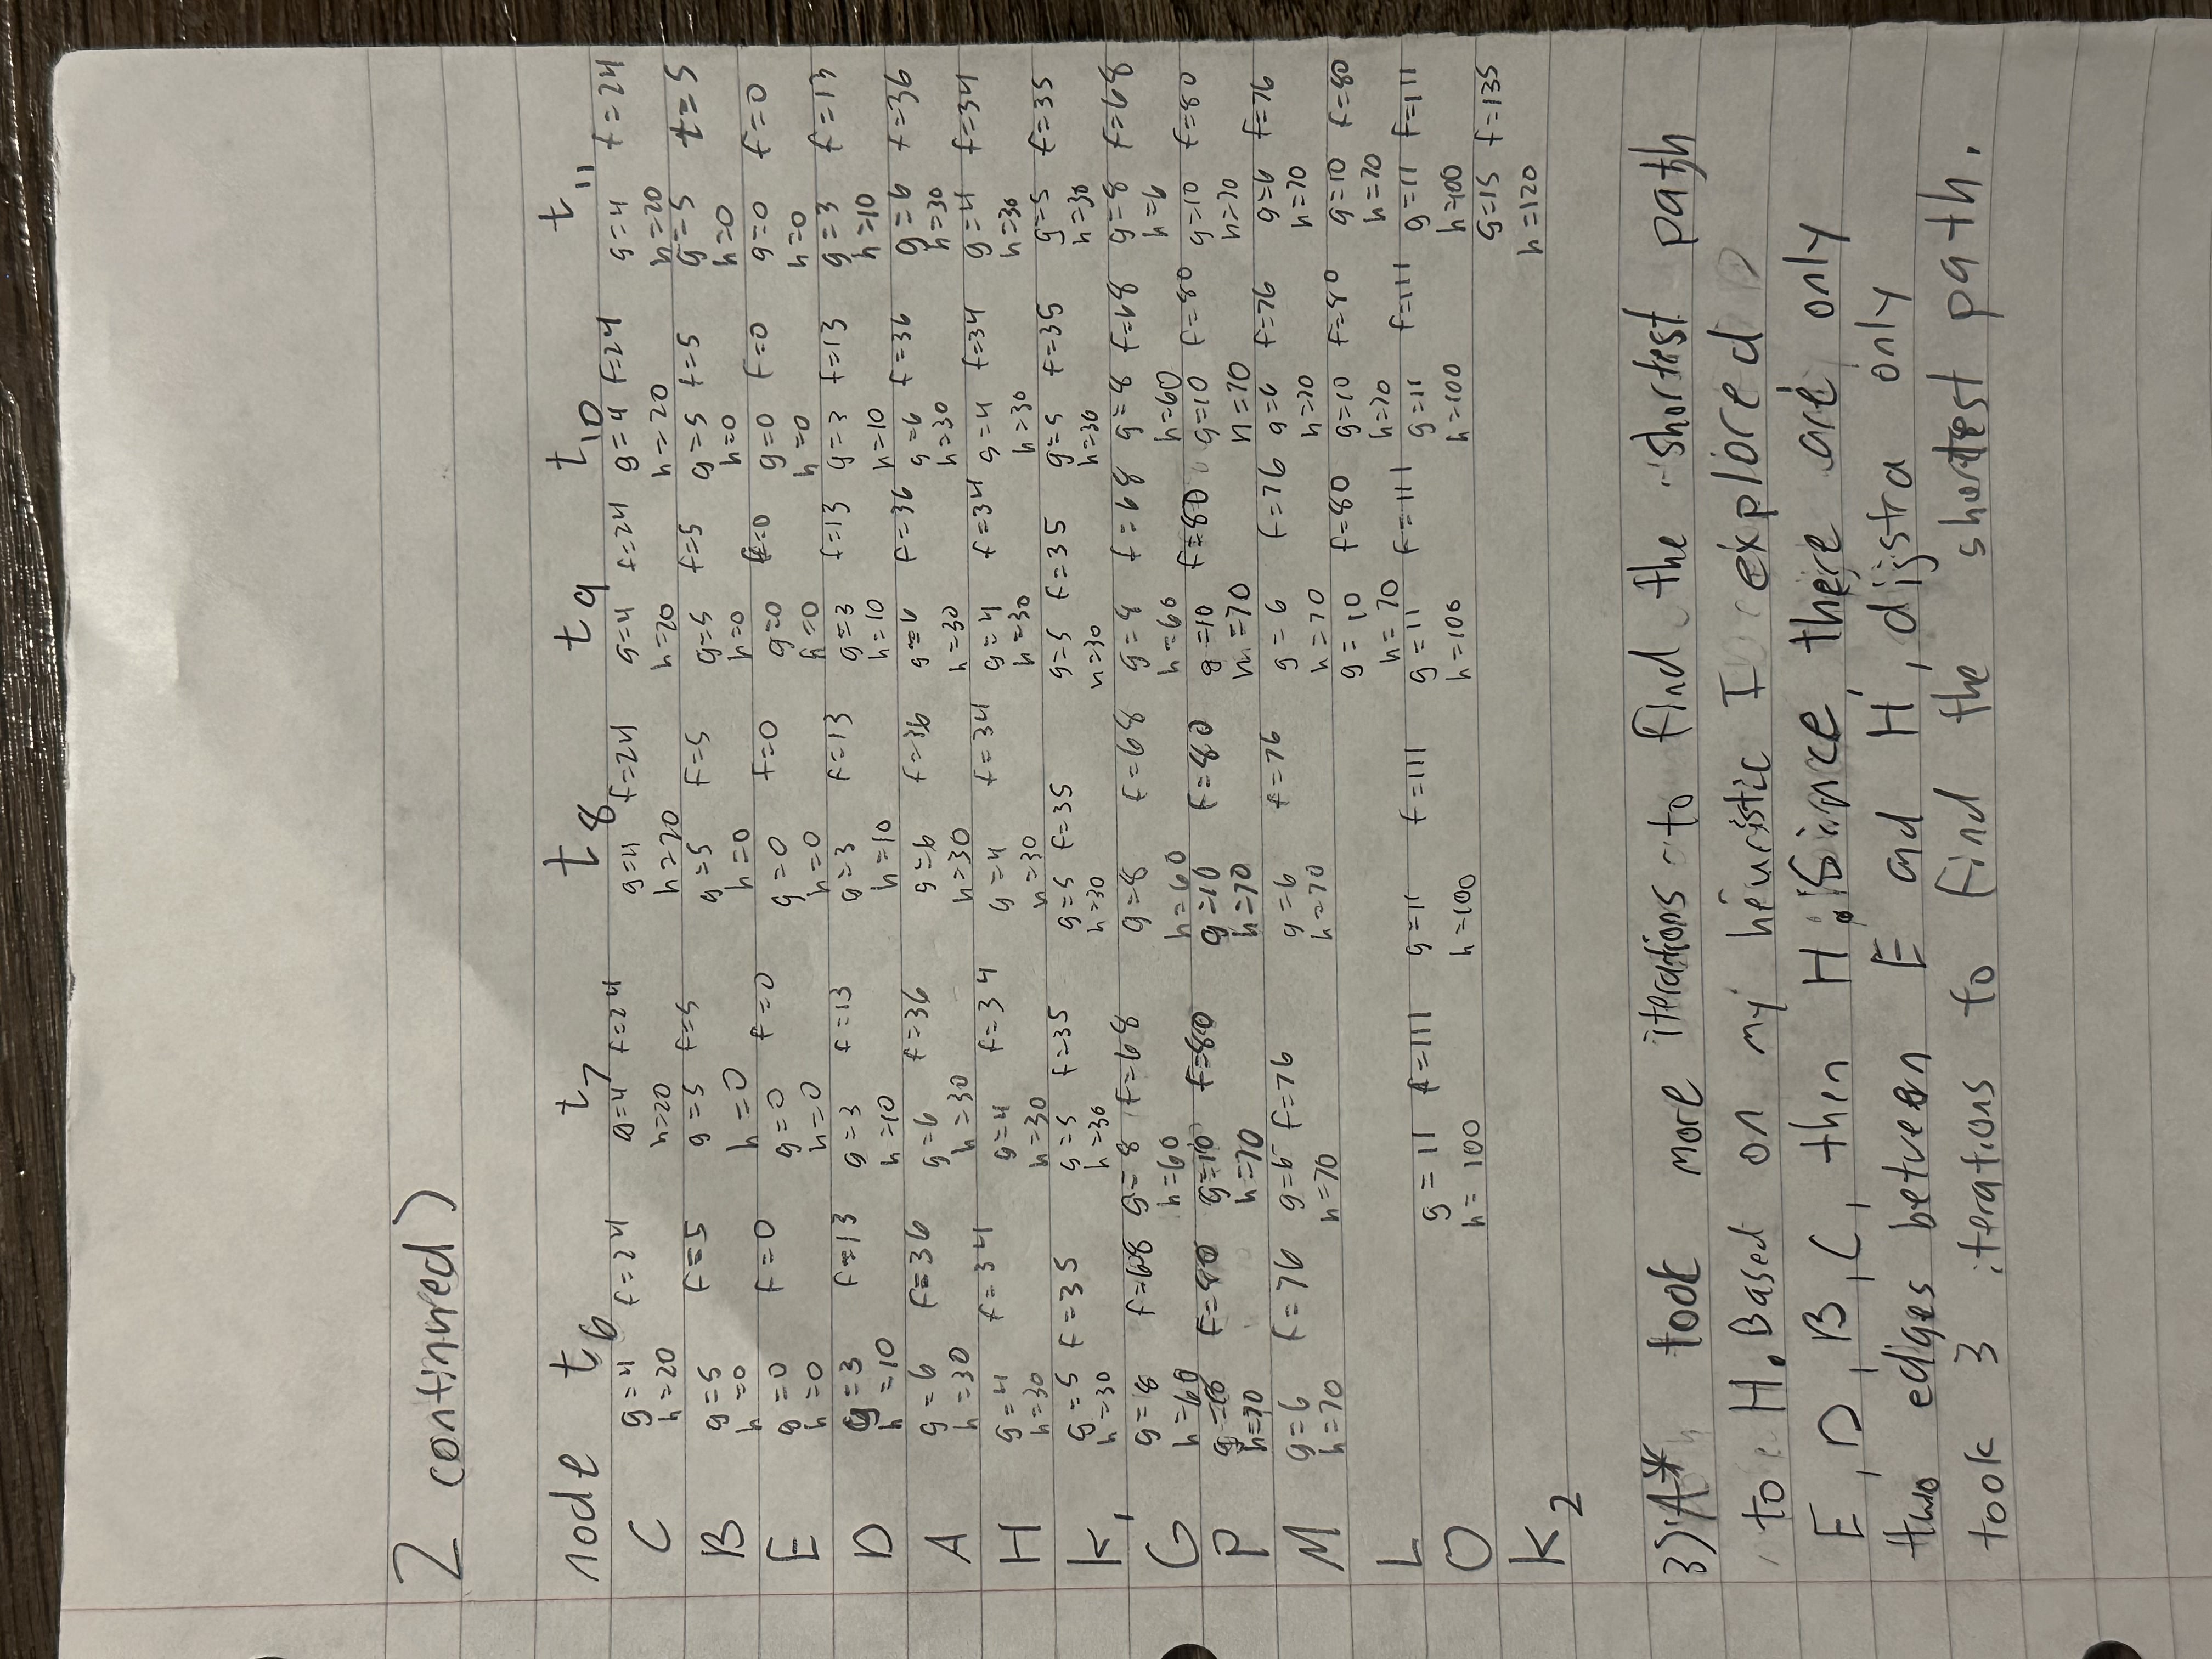 2 continued)
node t6 t7 t8 t9 t10 t11
g=4 f=24 g=4 f=24 g=4 f=24 g=4 f=24 g=4 f=24 g=4 f=24
C h=20 h=20 h=20 h=20 h=20 h=20
g=5 f=5 g=5 f=5 g=5 f=5 g=5 f=5 g=5 f=5 g=5 f=5
B h=0 h=0 h=0 h=0 h=0 h=0
g=0 f=0 g=0 f=0 g=0 f=0 g=0 f=0 g=0 f=0 g=0 f=0
E h=0 h=0 h=0 h=0 h=0 h=0
g=3 f=13 g=3 f=13 g=3 f=13 g=3 f=13 g=3 f=13 g=3 f=13
D h=10 h=10 h=10 h=10 h=10 h=10
g=6 f=36 g=6 f=36 g=6 f=36 g=6 f=36 g=6 f=36 g=6 f=36
A h=30 h=30 h=30 h=30 h=30 h=30
g=4 f=34 g=4 f=34 g=4 f=34 g=4 f=34 g=4 f=34 g=4 f=34
H h=30 h=30 h=30 h=30 h=30 h=30
g=5 f=35 g=5 f=35 g=5 f=35 g=5 f=35 g=5 f=35 g=5 f=35
K1 h=30 h=30 h=30 h=30 h=30 h=30
g=8 f=68 g=8 f=68 g=8 f=68 g=8 f=68 g=8 f=68 g=8 f=68
G h=60 h=60 h=60 h=60 h=60 h=6
g=10 f=80 g=10 f=80 g=10 f=80 g=10 f=80 g=10 f=80 g=10 f=80
P h=70 h=70 h=70 h=70 h=70 h=70
g=6 f=76 g=6 f=76 g=6 f=76 g=6 f=76 g=6 f=76 g=6 f=76
M h=70 h=70 h=70 h=70 h=70 h=70
g=10 f=80 g=10 f=80 g=10 f=80
L h=70 h=70 h=70
g=11 f=111 g=11 f=111 g=11 f=111 g=11 f=111 g=11 f=111
O h=100 h=100 h=100 h=100 h=100
g=15 f=135
K2 h=120
3) A* took more iterations to find the shortest path
to H. Based on my heuristic I explored
E, D, B, C, then H. Since, there are only
two edges between E and H, dijstra only
took 3 iterations to find the shortest path.